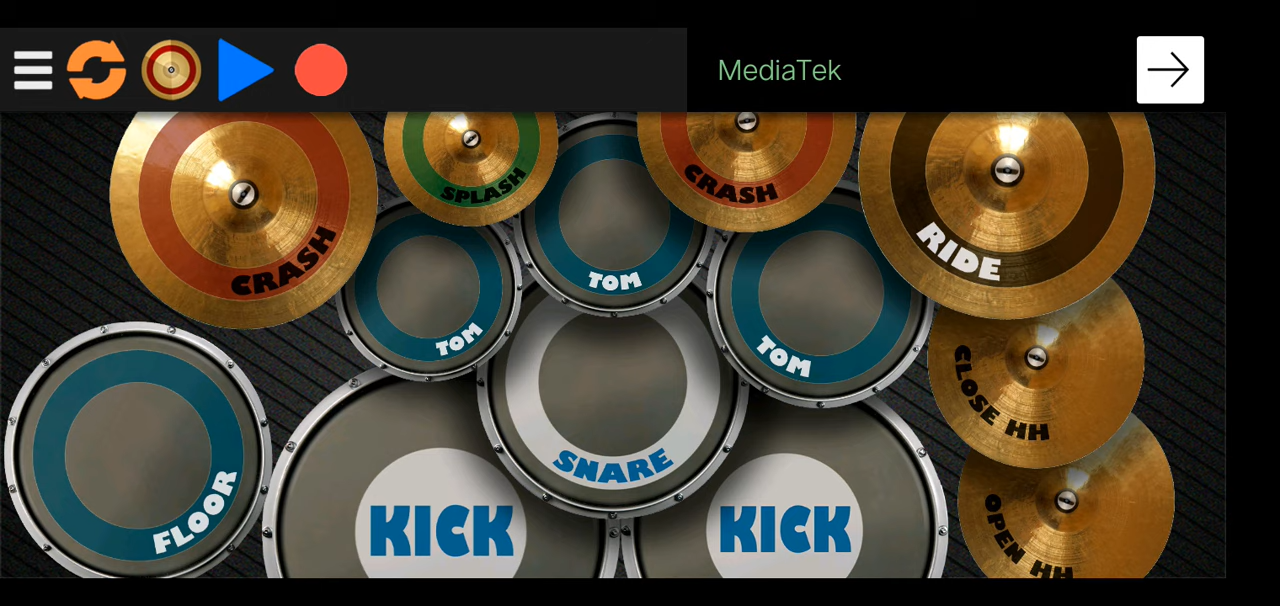 MediaTek
CRASH
SPLASH
CRASH
RIDE
TOM
TOM
TOM
CLOSE HH
SNARE
FLOOR
KICK
KICK
OPEN HH